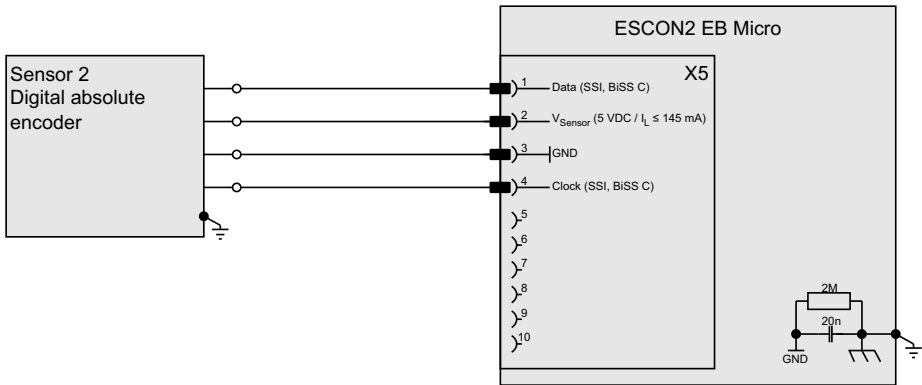 ESCON2 EB Micro
Sensor 2
Digital absolute
encoder
X5
1 Data (SSI, BiSS C)
2 VSensor (5 VDC / IL ≤ 145 mA)
3 GND
4 Clock (SSI, BiSS C)
5
6
7
8
9
10
2M
20n
GND